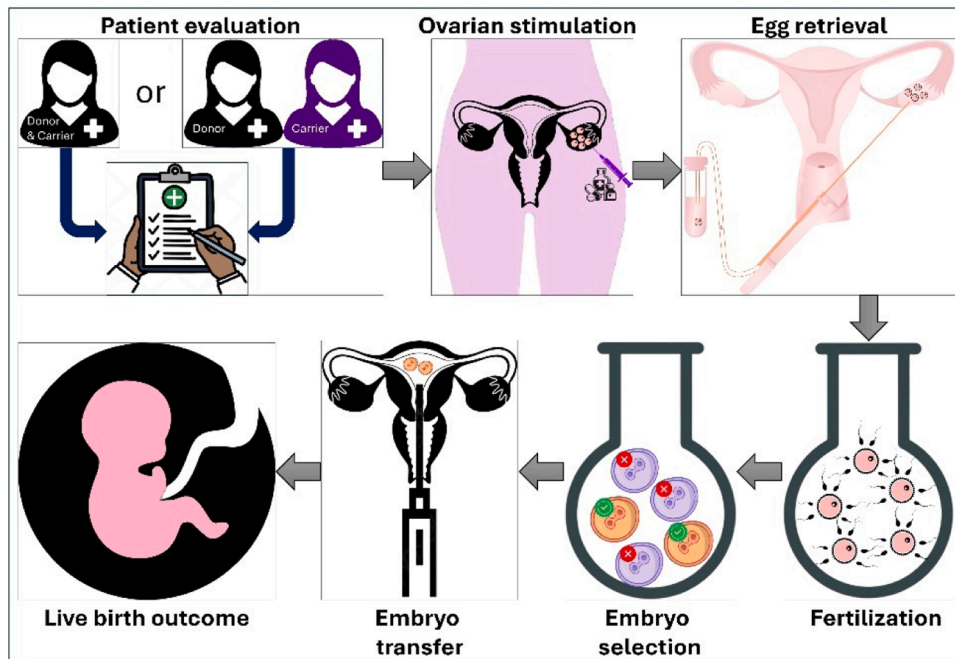 Patient evaluation
Ovarian stimulation
Egg retrieval
Donor
& Carrier
or
Donor
Carrier
Live birth outcome
Embryo
transfer
Embryo
selection
Fertilization